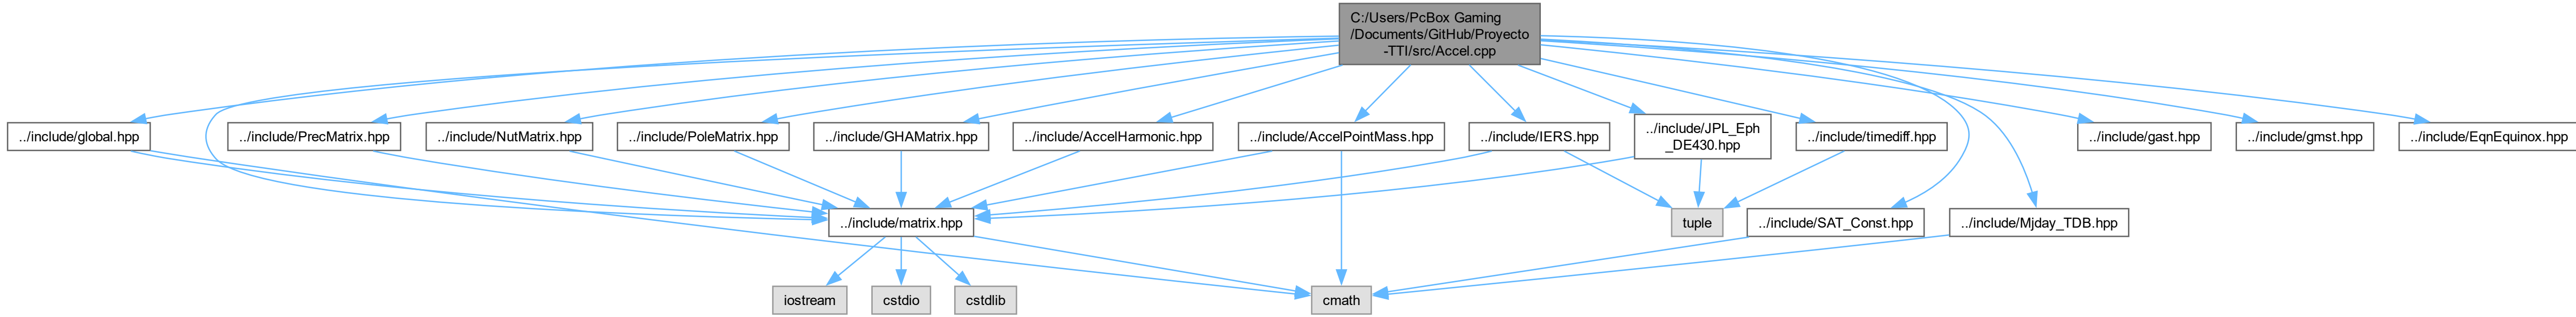 C:/Users/PcBox Gaming
/Documents/GitHub/Proyecto
-TTI/src/Accel.cpp
../include/global.hpp
../include/PrecMatrix.hpp
../include/NutMatrix.hpp
../include/PoleMatrix.hpp
../include/GHAMatrix.hpp
../include/AccelHarmonic.hpp
../include/AccelPointMass.hpp
../include/IERS.hpp
../include/JPL_Eph
_DE430.hpp
../include/timediff.hpp
../include/gast.hpp
../include/gmst.hpp
../include/EqnEquinox.hpp
../include/matrix.hpp
tuple
../include/SAT_Const.hpp
../include/Mjday_TDB.hpp
iostream
cstdio
cstdlib
cmath